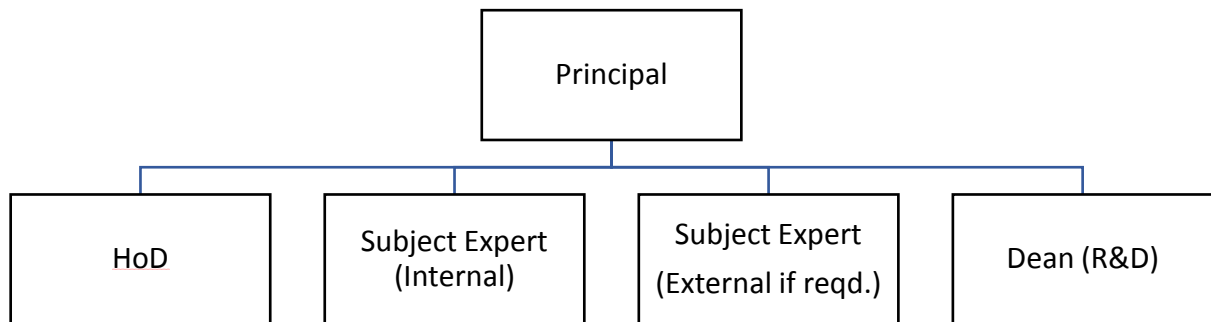 Principal
HoD
Subject Expert
(Internal)
Subject Expert
(External if reqd.)
Dean (R&D)